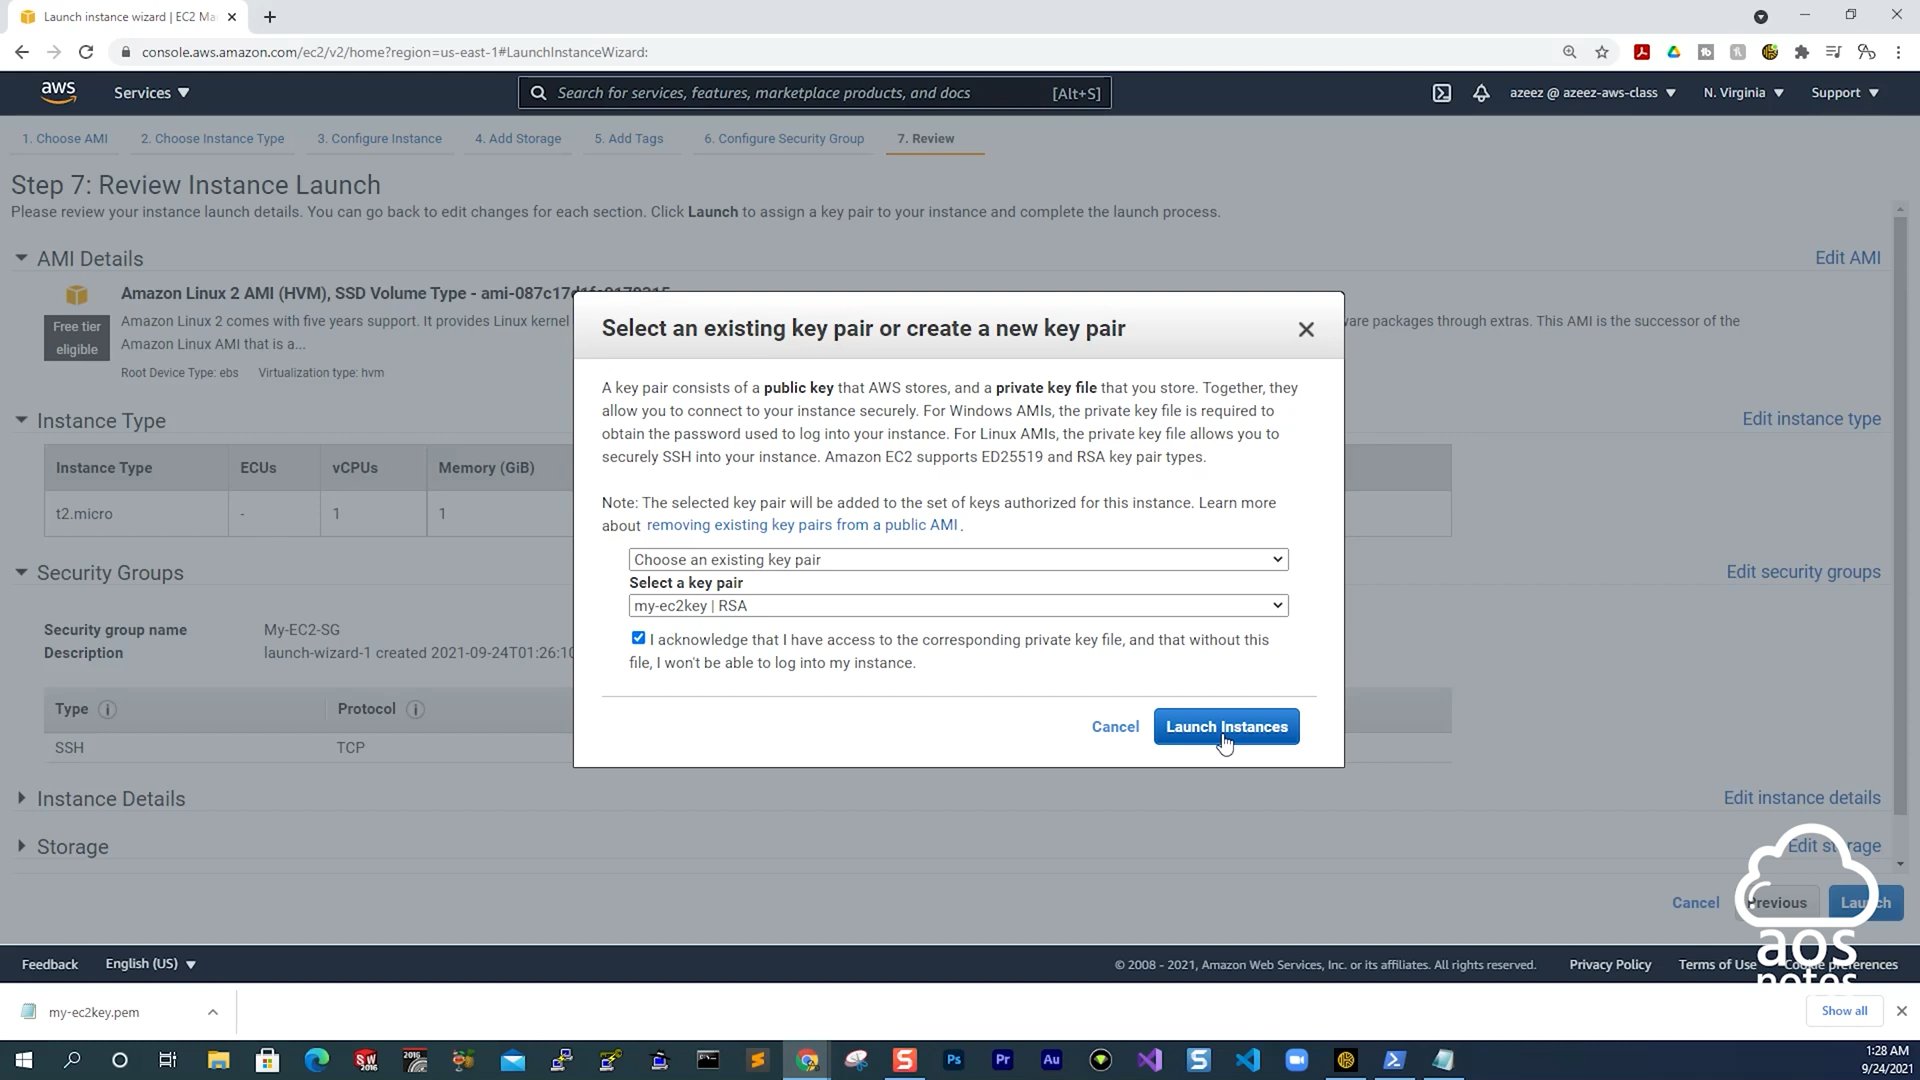 Launch instance wizard | EC2 Ma
console.aws.amazon.com/ec2/v2/home?region=us-east-1#LaunchInstanceWizard:
aws
Services
Search for services, features, marketplace products, and docs
[Alt+S]
azeez @ azeez-aws-class
N. Virginia
Support
1. Choose AMI
2. Choose Instance Type
3. Configure Instance
4. Add Storage
5. Add Tags
6. Configure Security Group
7. Review
Step 7: Review Instance Launch
Please review your instance launch details. You can go back to edit changes for each section. Click Launch to assign a key pair to your instance and complete the launch process.
AMI Details
Edit AMI
Amazon Linux 2 AMI (HVM), SSD Volume Type -
Free tier
eligible
Amazon Linux 2 comes with five years support. It provides Linux kernel
packages through extras. This AMI is the successor of the
Amazon Linux AMI that is a...
Root Device Type: ebs
Virtualization type: hvm
Instance Type
Edit instance type
Instance Type
ECUs
vCPUs
Memory (GiB)
t2.micro
-
1
1
Security Groups
Edit security groups
Security group name
My-EC2-SG
Description
launch-wizard-1 created 2021-09-24T01:26:10
Type
Protocol
SSH
TCP
Instance Details
Edit instance details
Storage
Edit storage
Select an existing key pair or create a new key pair
A key pair consists of a public key that AWS stores, and a private key file that you store. Together, they
allow you to connect to your instance securely. For Windows AMIs, the private key file is required to
obtain the password used to log into your instance. For Linux AMIs, the private key file allows you to
securely SSH into your instance. Amazon EC2 supports ED25519 and RSA key pair types.
Note: The selected key pair will be added to the set of keys authorized for this instance. Learn more
about removing existing key pairs from a public AMI .
Choose an existing key pair
Select a key pair
my-ec2key | RSA
I acknowledge that I have access to the corresponding private key file, and that without this
file, I won't be able to log into my instance.
Cancel
Launch Instances
Cancel
Previous
Launch
aos
notes
Feedback
English (US)
© 2008 - 2021, Amazon Web Services, Inc. or its affiliates. All rights reserved.
Privacy Policy
Terms of Use
Cookie preferences
my-ec2key.pem
Show all
SW
2016
2016
Ps
Pr
Au
1:28 AM
9/24/2021